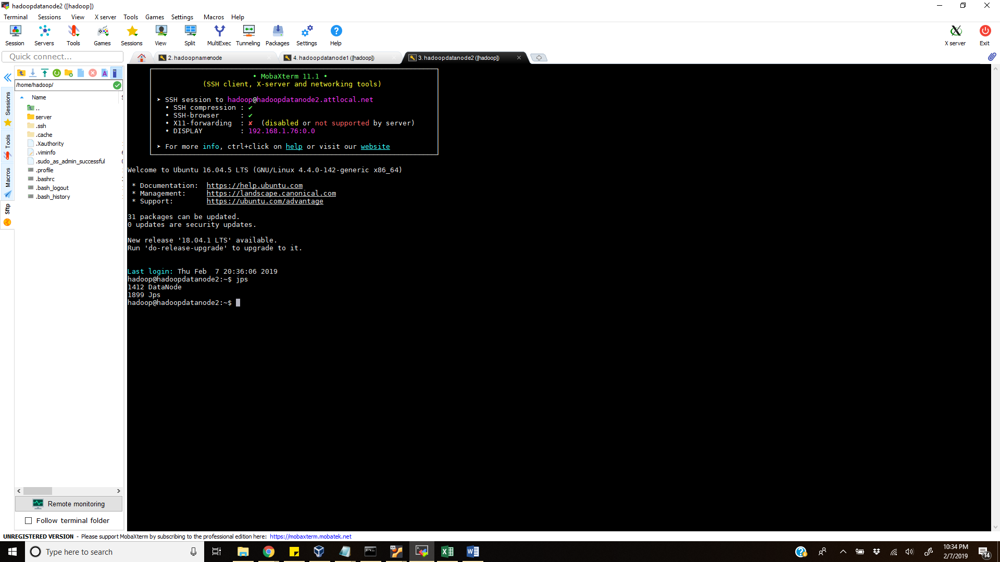 hadoopdatanode2 ([hadoop])
Terminal Sessions View X server Tools Games Settings Macros Help
Session Servers Tools Games Sessions View Split MultiExec Tunneling Packages Settings Help X server Exit
Quick connect...
2. hadoopnamenode
4. hadoopdatanode1 ([hadoop])
3. hadoopdatanode2 ([hadoop])
/home/hadoop/
Name
..
server
.ssh
.cache
.Xauthority
.viminfo
.sudo_as_admin_successful
.profile
.bashrc
.bash_logout
.bash_history
Sessions
Tools
Macros
Sftp
Remote monitoring
Follow terminal folder
• MobaXterm 11.1 •
(SSH client, X-server and networking tools)
➤ SSH session to hadoop@hadoopdatanode2.attlocal.net
• SSH compression : ✔
• SSH-browser : ✔
• X11-forwarding : ✘ (disabled or not supported by server)
• DISPLAY : 192.168.1.76:0.0
➤ For more info, ctrl+click on help or visit our website
Welcome to Ubuntu 16.04.5 LTS (GNU/Linux 4.4.0-142-generic x86_64)
* Documentation: https://help.ubuntu.com
* Management: https://landscape.canonical.com
* Support: https://ubuntu.com/advantage
31 packages can be updated.
0 updates are security updates.
New release '18.04.1 LTS' available.
Run 'do-release-upgrade' to upgrade to it.
Last login: Thu Feb  7 20:36:06 2019
hadoop@hadoopdatanode2:~$ jps
1412 DataNode
1899 Jps
hadoop@hadoopdatanode2:~$
UNREGISTERED VERSION - Please support MobaXterm by subscribing to the professional edition here: https://mobaxterm.mobatek.net
Type here to search
10:34 PM
2/7/2019
14